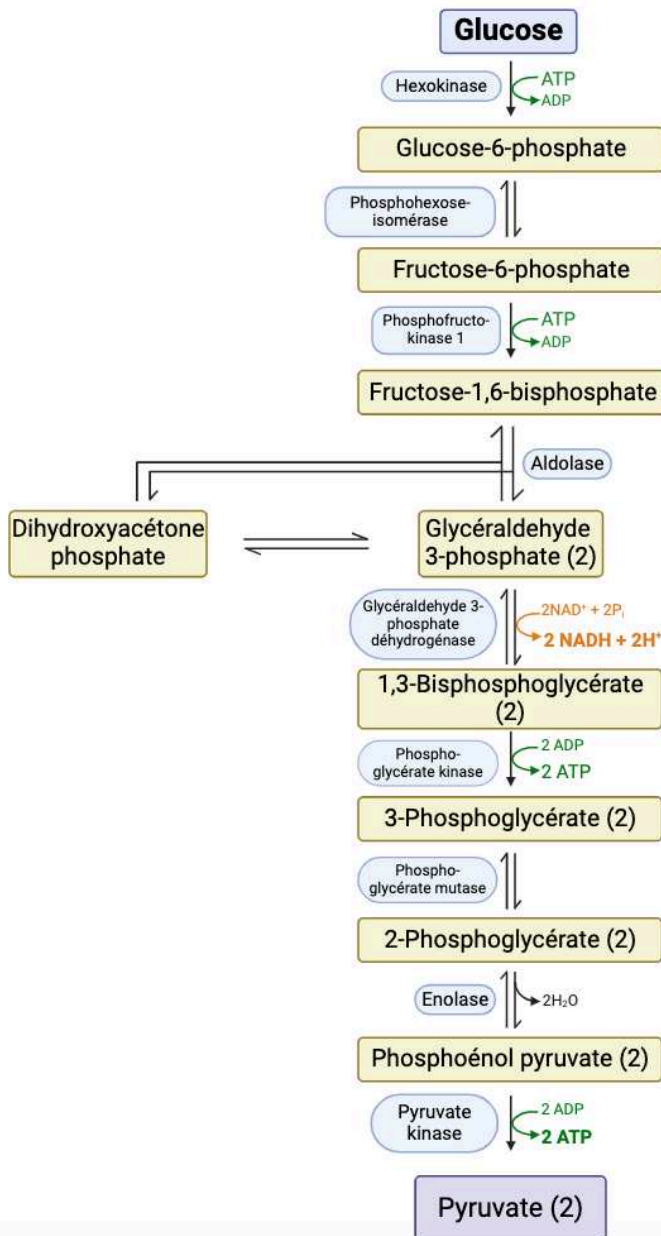 Glucose
Hexokinase
ATP
ADP
Glucose-6-phosphate
Phosphohexose-
isomérase
Fructose-6-phosphate
Phosphofructo-
kinase 1
ATP
ADP
Fructose-1,6-bisphosphate
Aldolase
Dihydroxyacétone
phosphate
Glycéraldehyde
3-phosphate (2)
Glycéraldehyde 3-
phosphate
déhydrogénase
2NAD⁺ + 2Pᵢ
2 NADH + 2H⁺
1,3-Bisphosphoglycérate
(2)
Phospho-
glycérate kinase
2 ADP
2 ATP
3-Phosphoglycérate (2)
Phospho-
glycérate mutase
2-Phosphoglycérate (2)
Enolase
2H₂O
Phosphoénol pyruvate (2)
Pyruvate
kinase
2 ADP
2 ATP
Pyruvate (2)